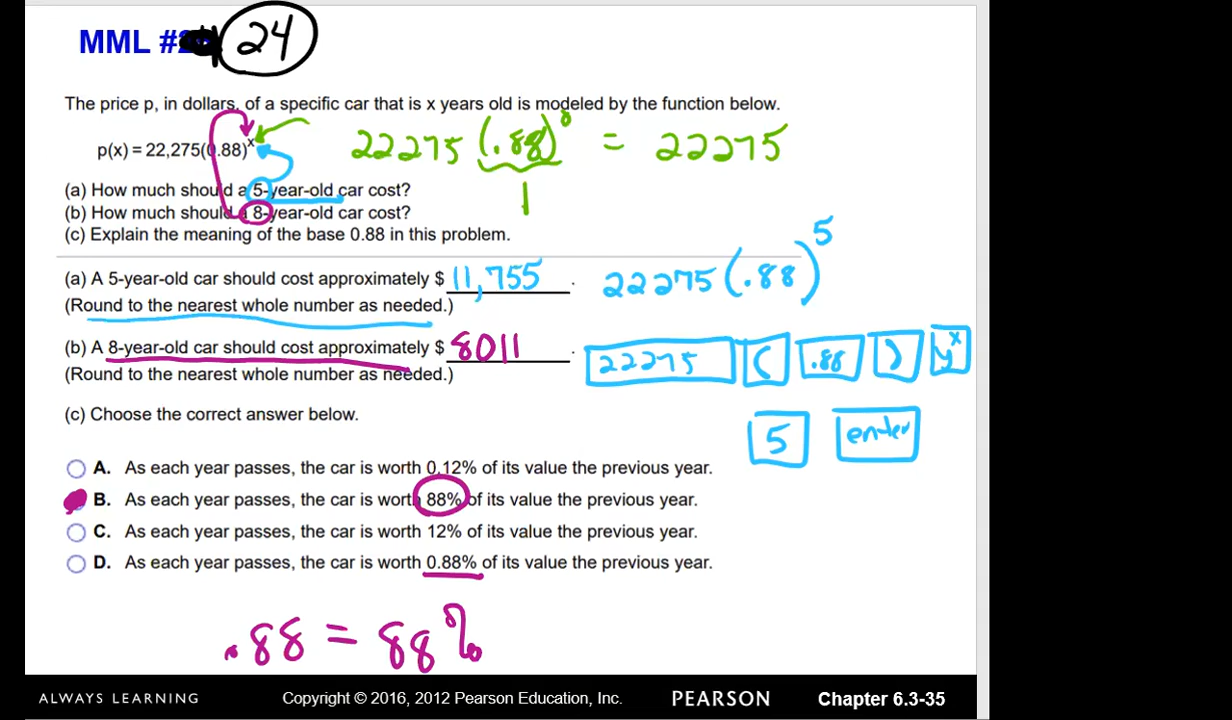 MML # 24
The price p, in dollars, of a specific car that is x years old is modeled by the function below.
p(x) = 22,275(0.88)^x
22275 (.88)^0 = 22275
1
(a) How much should a 5-year-old car cost?
(b) How much should a 8-year-old car cost?
(c) Explain the meaning of the base 0.88 in this problem.
(a) A 5-year-old car should cost approximately $ 11,755 .
22275 (.88)^5
(Round to the nearest whole number as needed.)
(b) A 8-year-old car should cost approximately $ 8011 .
22275 ( .88 ) y^x
(Round to the nearest whole number as needed.)
(c) Choose the correct answer below.
5 enter
A. As each year passes, the car is worth 0.12% of its value the previous year.
B. As each year passes, the car is worth 88% of its value the previous year.
C. As each year passes, the car is worth 12% of its value the previous year.
D. As each year passes, the car is worth 0.88% of its value the previous year.
.88 = 88%
ALWAYS LEARNING Copyright © 2016, 2012 Pearson Education, Inc. PEARSON Chapter 6.3-35